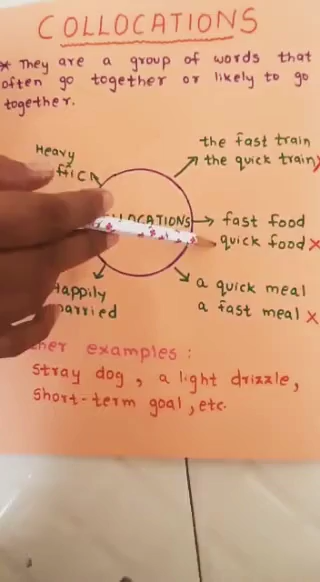 COLLOCATIONS
* They are a group of words that
often go together or likely to go
together.
Heavy
the fast train
the quick train x
fast food
quick food x
a quick meal
a fast meal x
Happily
married
examples :
stray dog, a light drizzle,
short-term goal, etc.